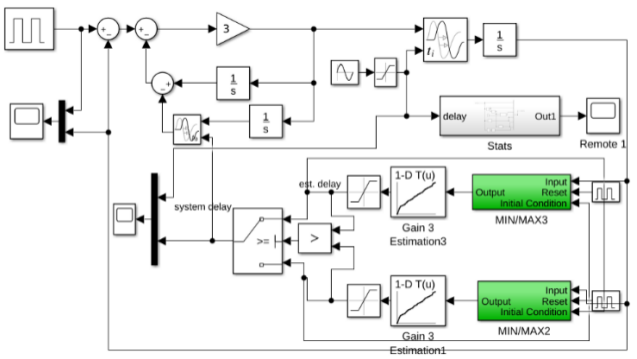 3
1
s
1
s
1
s
t_i
delay
Out1
Stats
Remote 1
system delay
est. delay
>=
>
1-D T(u)
Gain 3
Estimation3
Output
Input
Reset
Initial Condition
MIN/MAX3
1-D T(u)
Gain 3
Estimation1
Output
Input
Reset
Initial Condition
MIN/MAX2